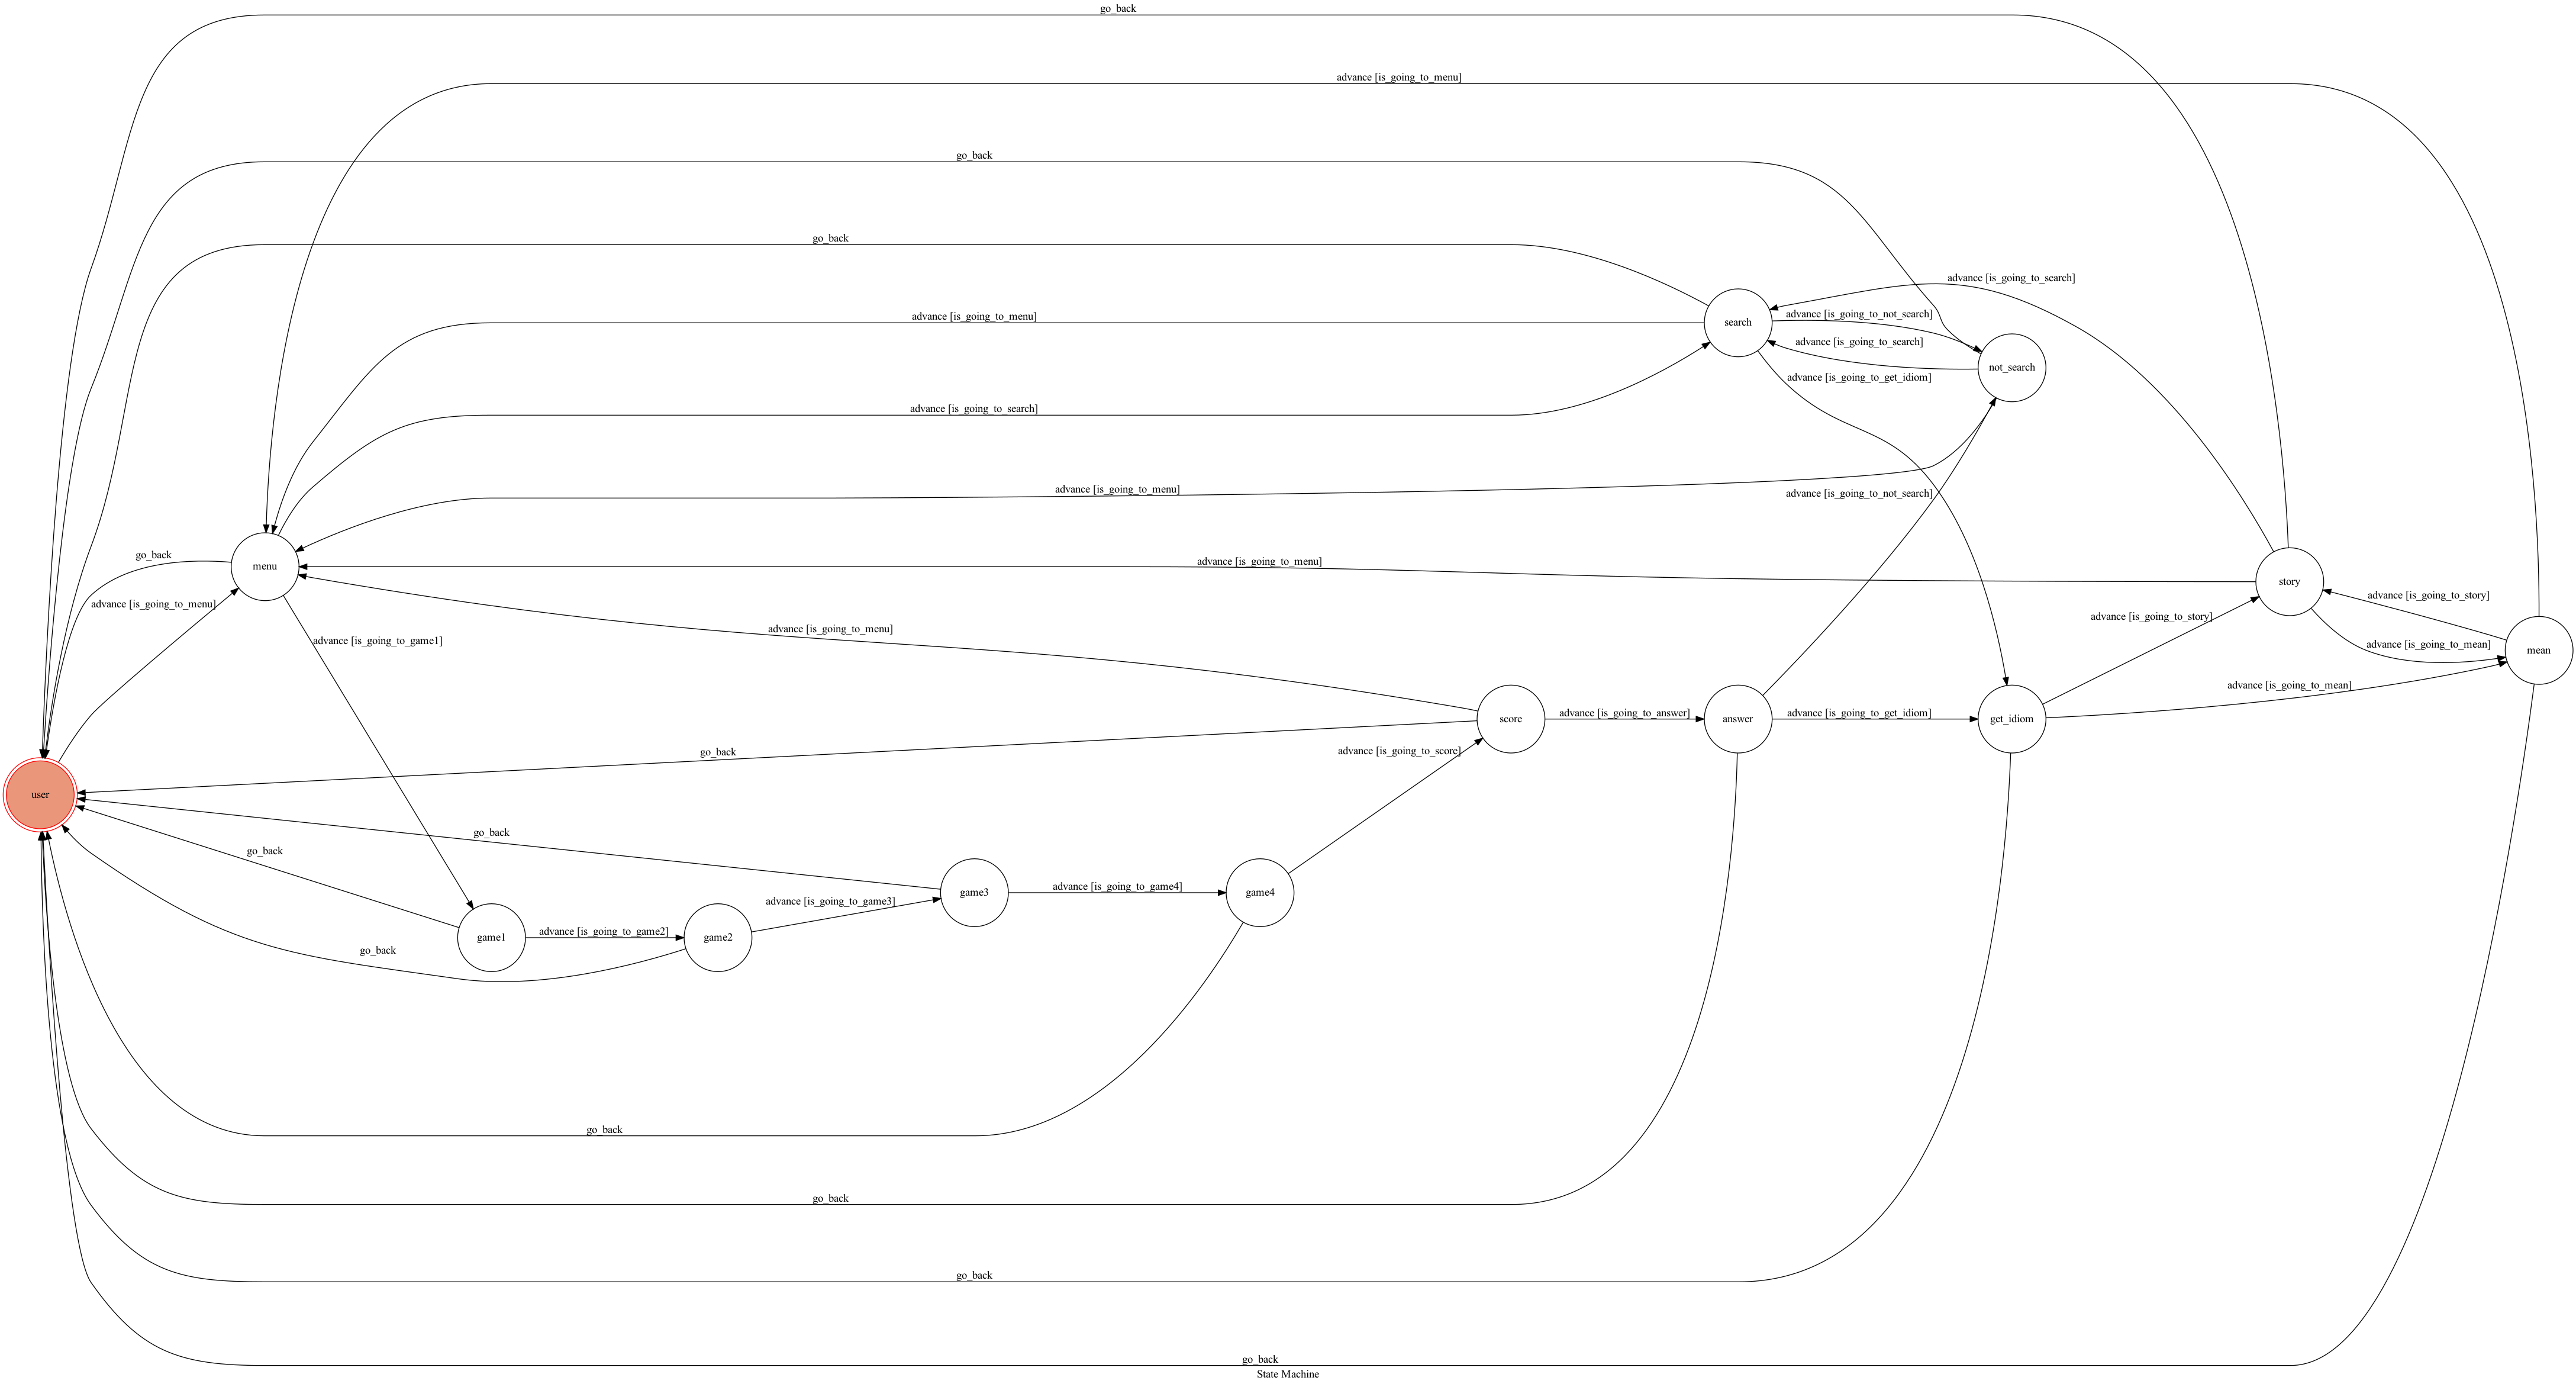 go_back
advance [is_going_to_menu]
go_back
go_back
advance [is_going_to_search]
advance [is_going_to_menu]
advance [is_going_to_not_search]
search
advance [is_going_to_search]
not_search
advance [is_going_to_get_idiom]
advance [is_going_to_search]
advance [is_going_to_menu]
advance [is_going_to_not_search]
go_back
menu
advance [is_going_to_menu]
story
advance [is_going_to_story]
advance [is_going_to_menu]
advance [is_going_to_story]
advance [is_going_to_menu]
advance [is_going_to_game1]
advance [is_going_to_mean]
mean
advance [is_going_to_mean]
score
advance [is_going_to_answer]
answer
advance [is_going_to_get_idiom]
get_idiom
go_back
advance [is_going_to_score]
user
go_back
go_back
game3
advance [is_going_to_game4]
game4
advance [is_going_to_game3]
game1
advance [is_going_to_game2]
game2
go_back
go_back
go_back
go_back
go_back
State Machine